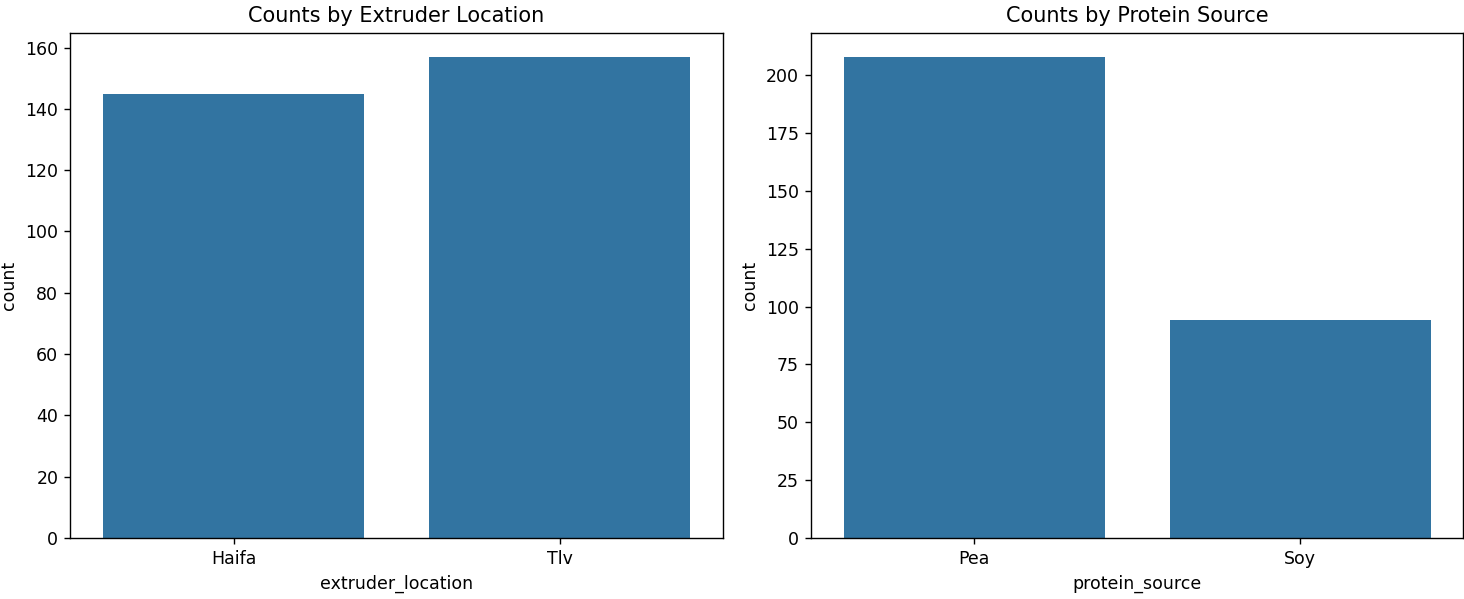 Counts by Extruder Location
160
140
120
100
80
60
40
20
0
count
Haifa
Tlv
extruder_location
Counts by Protein Source
200
175
150
125
100
75
50
25
0
count
Pea
Soy
protein_source